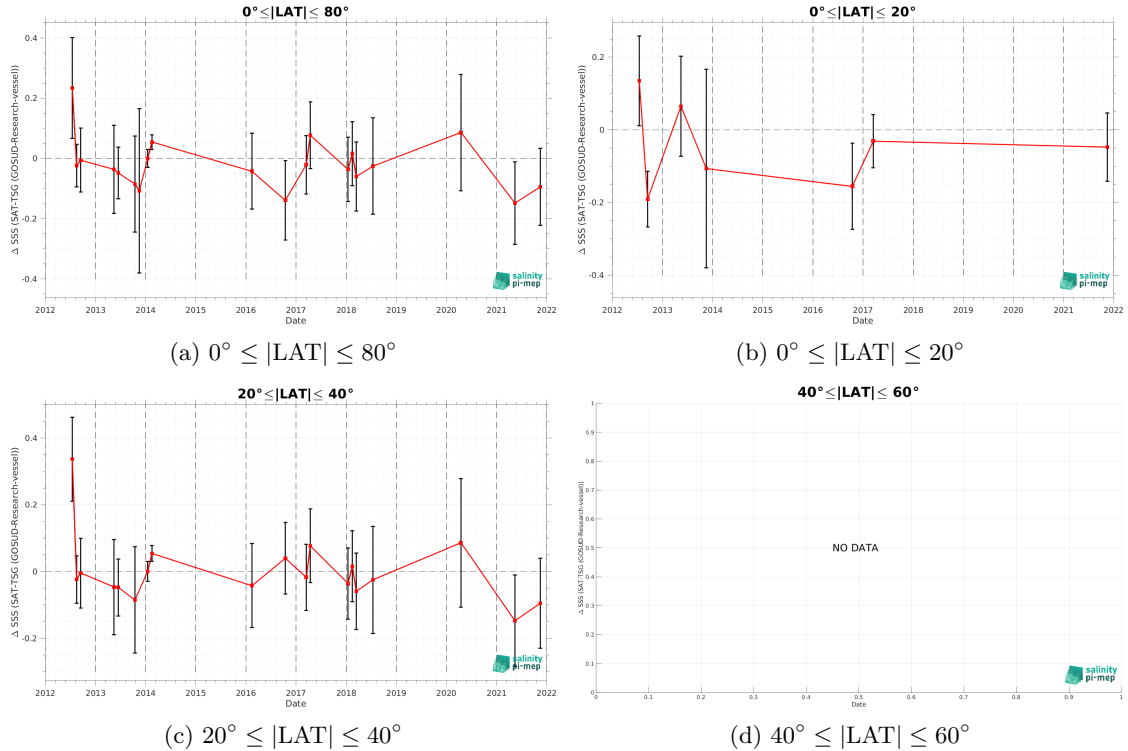 0°≤|LAT|≤ 80°
Δ SSS (SAT-TSG (GOSUD-Research-vessel))
0.4
0.2
0
-0.2
-0.4
2012 2013 2014 2015 2016 2017 2018 2019 2020 2021 2022
Date
salinity
pi-mep
(a) 0° ≤ |LAT| ≤ 80°
0°≤|LAT|≤ 20°
Δ SSS (SAT-TSG (GOSUD-Research-vessel))
0.2
0
-0.2
-0.4
2012 2013 2014 2015 2016 2017 2018 2019 2020 2021 2022
Date
salinity
pi-mep
(b) 0° ≤ |LAT| ≤ 20°
20°≤|LAT|≤ 40°
Δ SSS (SAT-TSG (GOSUD-Research-vessel))
0.4
0.2
0
-0.2
2012 2013 2014 2015 2016 2017 2018 2019 2020 2021 2022
Date
salinity
pi-mep
(c) 20° ≤ |LAT| ≤ 40°
40°≤|LAT|≤ 60°
Δ SSS (SAT-TSG (GOSUD-Research-vessel))
1
0.9
0.8
0.7
0.6
0.5
0.4
0.3
0.2
0.1
0
NO DATA
0 0.1 0.2 0.3 0.4 0.5 0.6 0.7 0.8 0.9 1
Date
salinity
pi-mep
(d) 40° ≤ |LAT| ≤ 60°